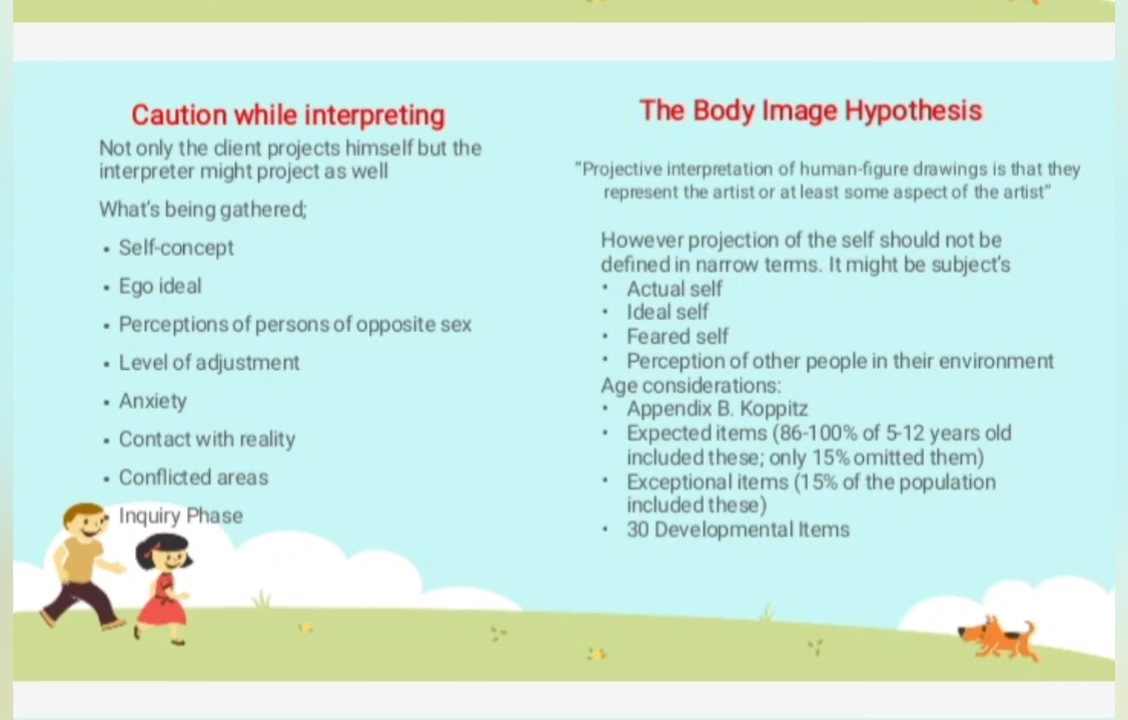 Caution while interpreting
Not only the client projects himself but the
interpreter might project as well
What's being gathered;
• Self-concept
• Ego ideal
• Perceptions of persons of opposite sex
• Level of adjustment
• Anxiety
• Contact with reality
• Conflicted areas
• Inquiry Phase
The Body Image Hypothesis
"Projective interpretation of human-figure drawings is that they
represent the artist or at least some aspect of the artist"
However projection of the self should not be
defined in narrow terms. It might be subject's
• Actual self
• Ideal self
• Feared self
• Perception of other people in their environment
Age considerations:
• Appendix B. Koppitz
• Expected items (86-100% of 5-12 years old
included these; only 15% omitted them)
• Exceptional items (15% of the population
included these)
• 30 Developmental Items